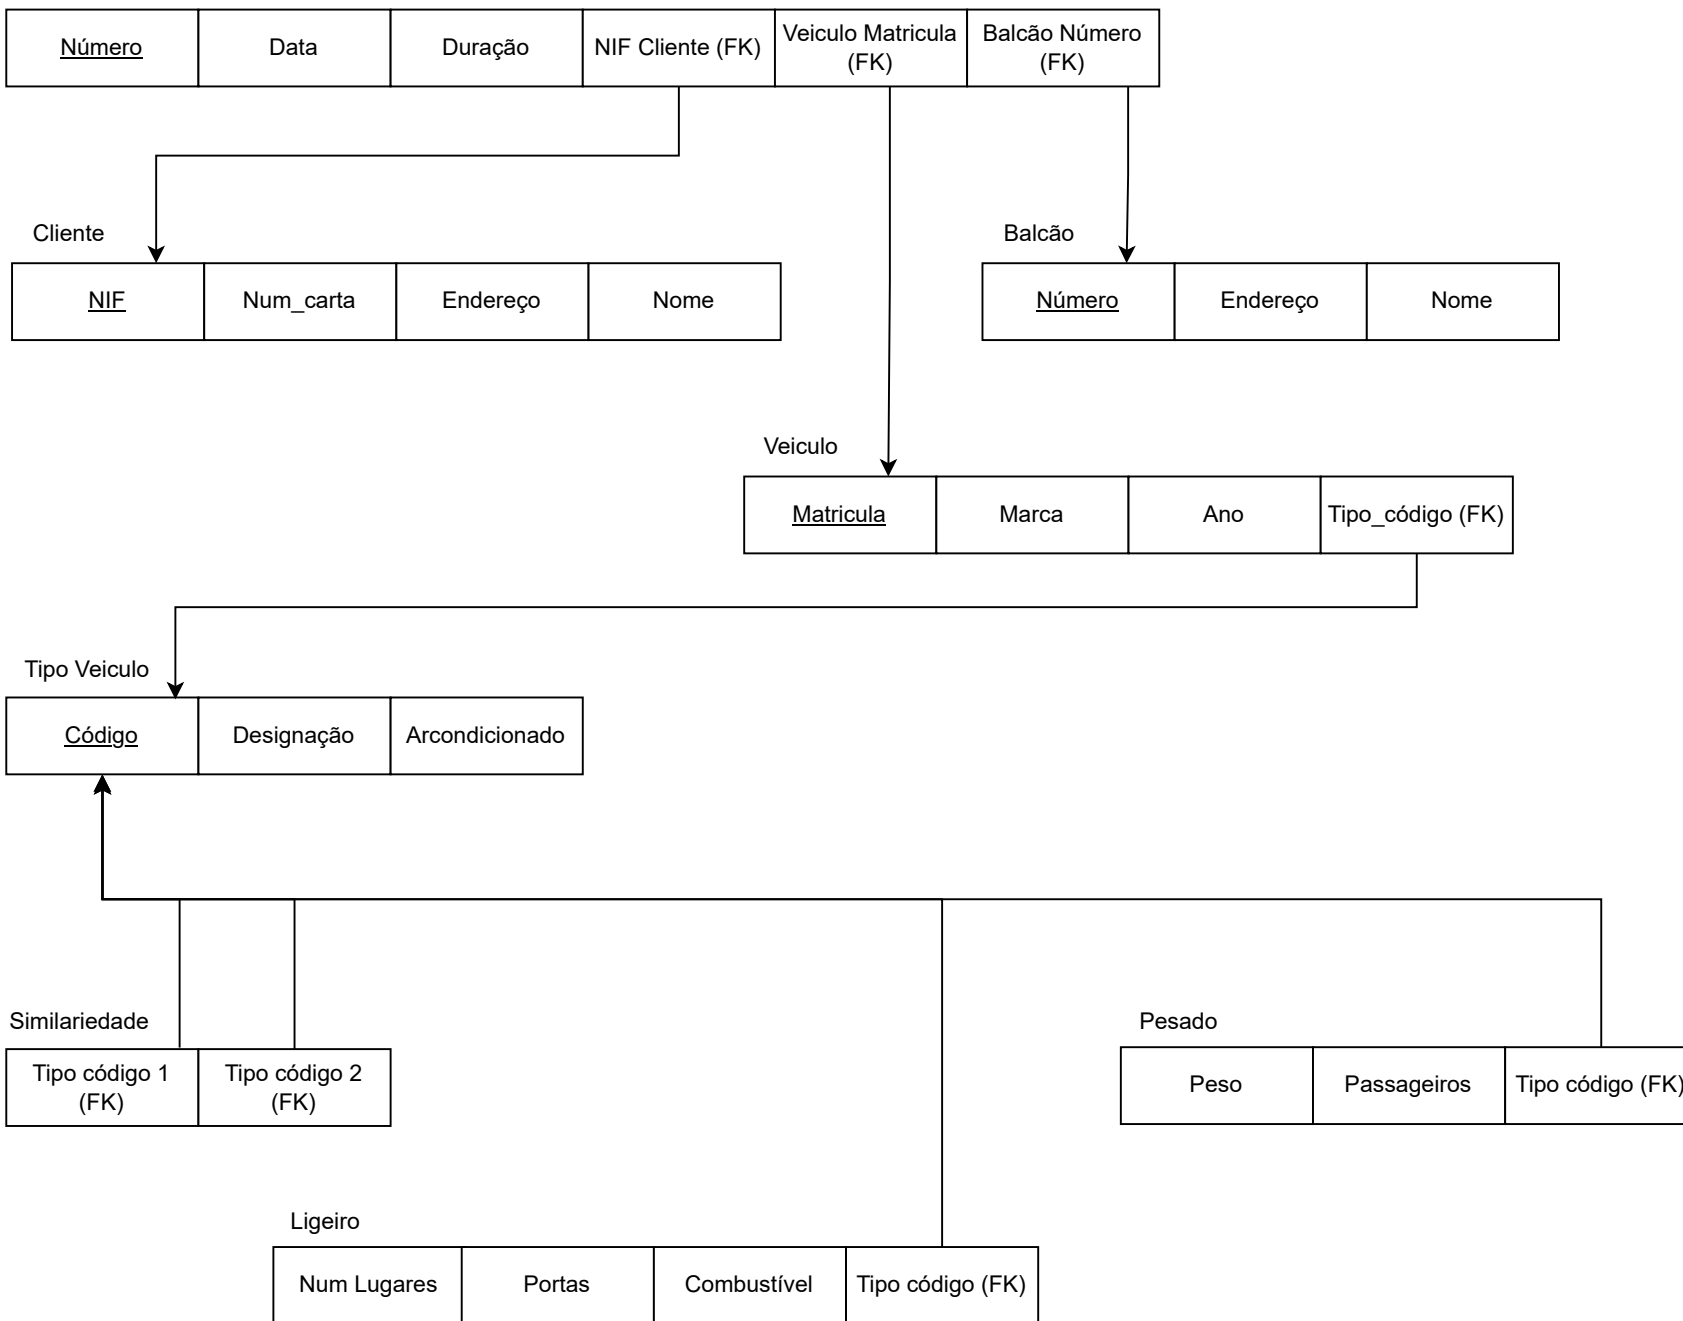 Número
Data
Duração
NIF Cliente (FK)
Veiculo Matricula
(FK)
Balcão Número
(FK)
Cliente
NIF
Num_carta
Endereço
Nome
Balcão
Número
Endereço
Nome
Veiculo
Matricula
Marca
Ano
Tipo_código (FK)
Tipo Veiculo
Código
Designação
Arcondicionado
Similariedade
Tipo código 1
(FK)
Tipo código 2
(FK)
Pesado
Peso
Passageiros
Tipo código (FK)
Ligeiro
Num Lugares
Portas
Combustível
Tipo código (FK)